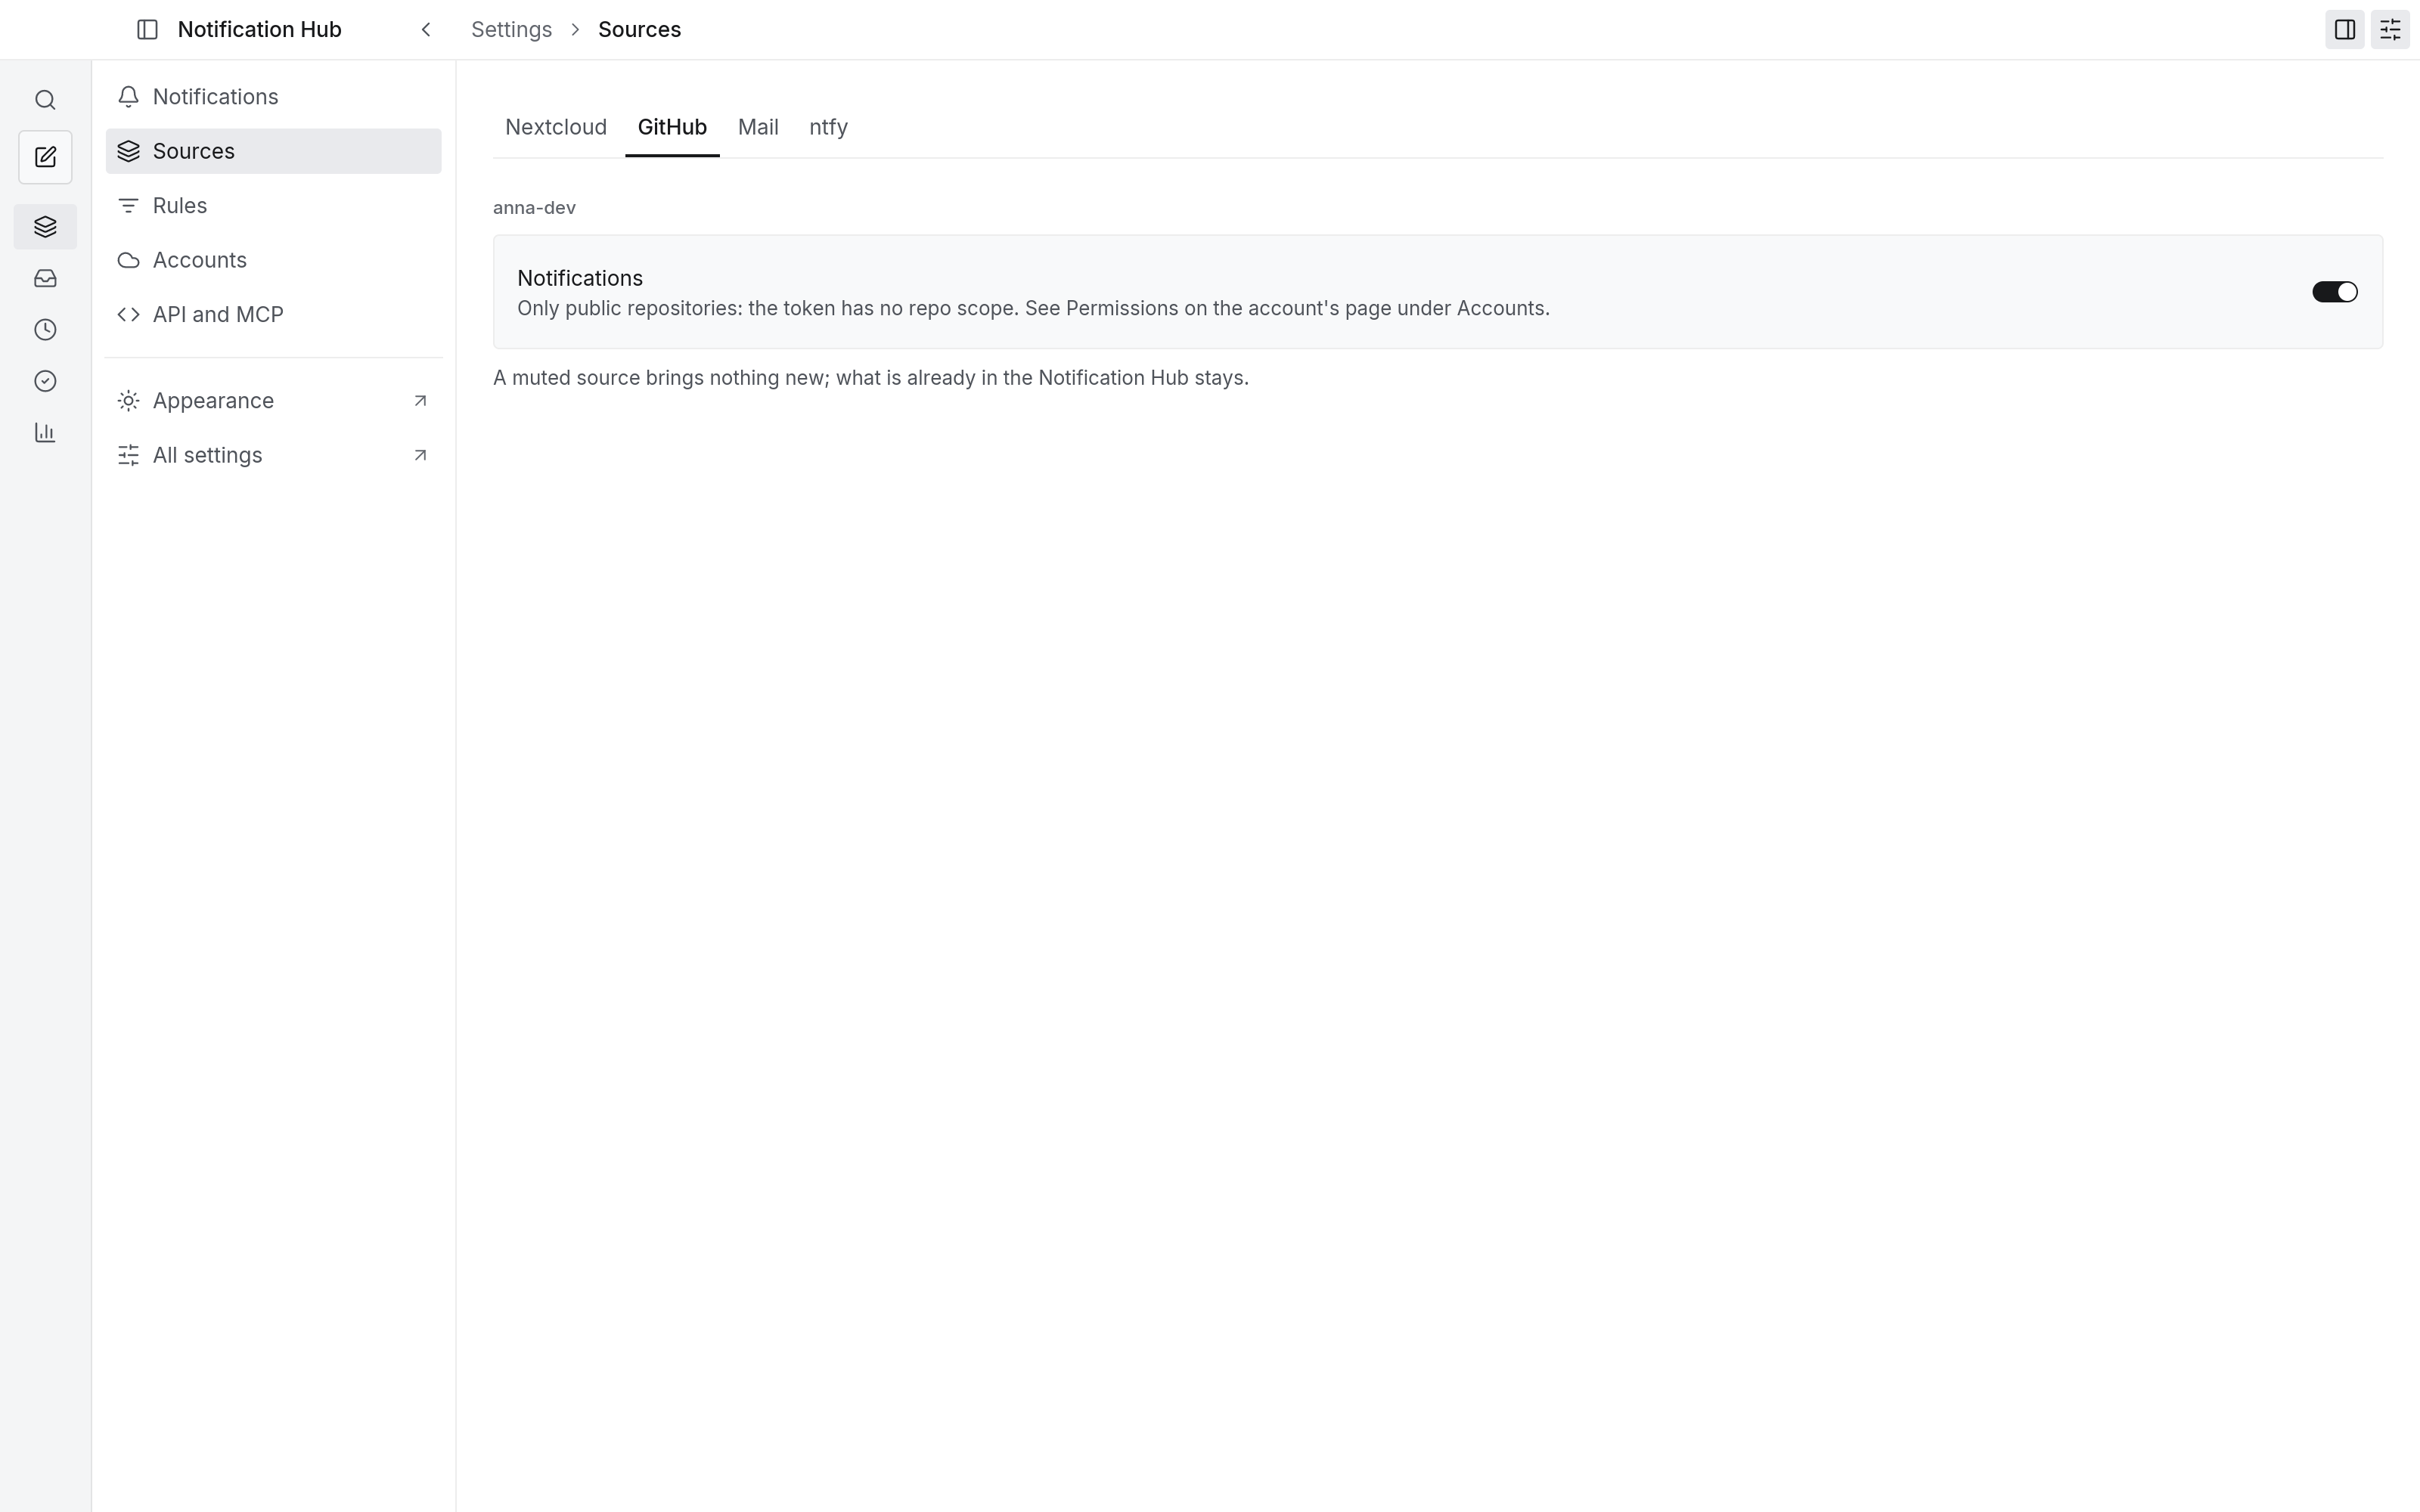 Notification Hub
Settings > Sources
Notifications
Sources
Rules
Accounts
API and MCP
Appearance
All settings
Nextcloud GitHub Mail ntfy
anna-dev
Notifications
Only public repositories: the token has no repo scope. See Permissions on the account's page under Accounts.
A muted source brings nothing new; what is already in the Notification Hub stays.